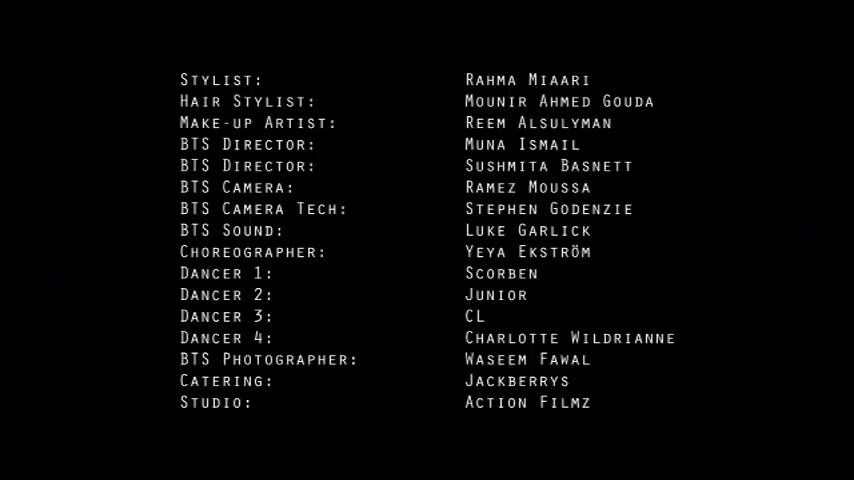 Stylist: Rahma Miaari
Hair Stylist: Mounir Ahmed Gouda
Make-up Artist: Reem Alsulyman
BTS Director: Muna Ismail
BTS Director: Sushmita Basnett
BTS Camera: Ramez Moussa
BTS Camera Tech: Stephen Godenzie
BTS Sound: Luke Garlick
Choreographer: Yeya Ekström
Dancer 1: Scorben
Dancer 2: Junior
Dancer 3: CL
Dancer 4: Charlotte Wildrianne
BTS Photographer: Waseem Fawal
Catering: Jackberrys
Studio: Action Filmz